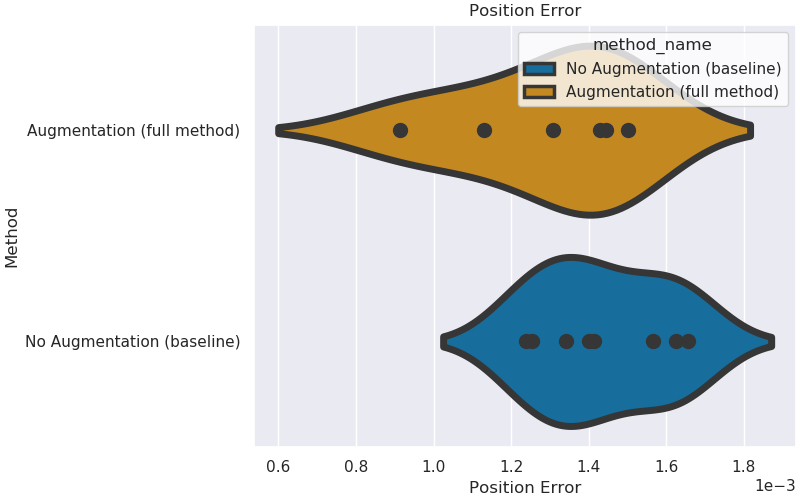 Position Error
method_name
No Augmentation (baseline)
Augmentation (full method)
Augmentation (full method)
No Augmentation (baseline)
Method
0.6 0.8 1.0 1.2 1.4 1.6 1.8
1e−3
Position Error